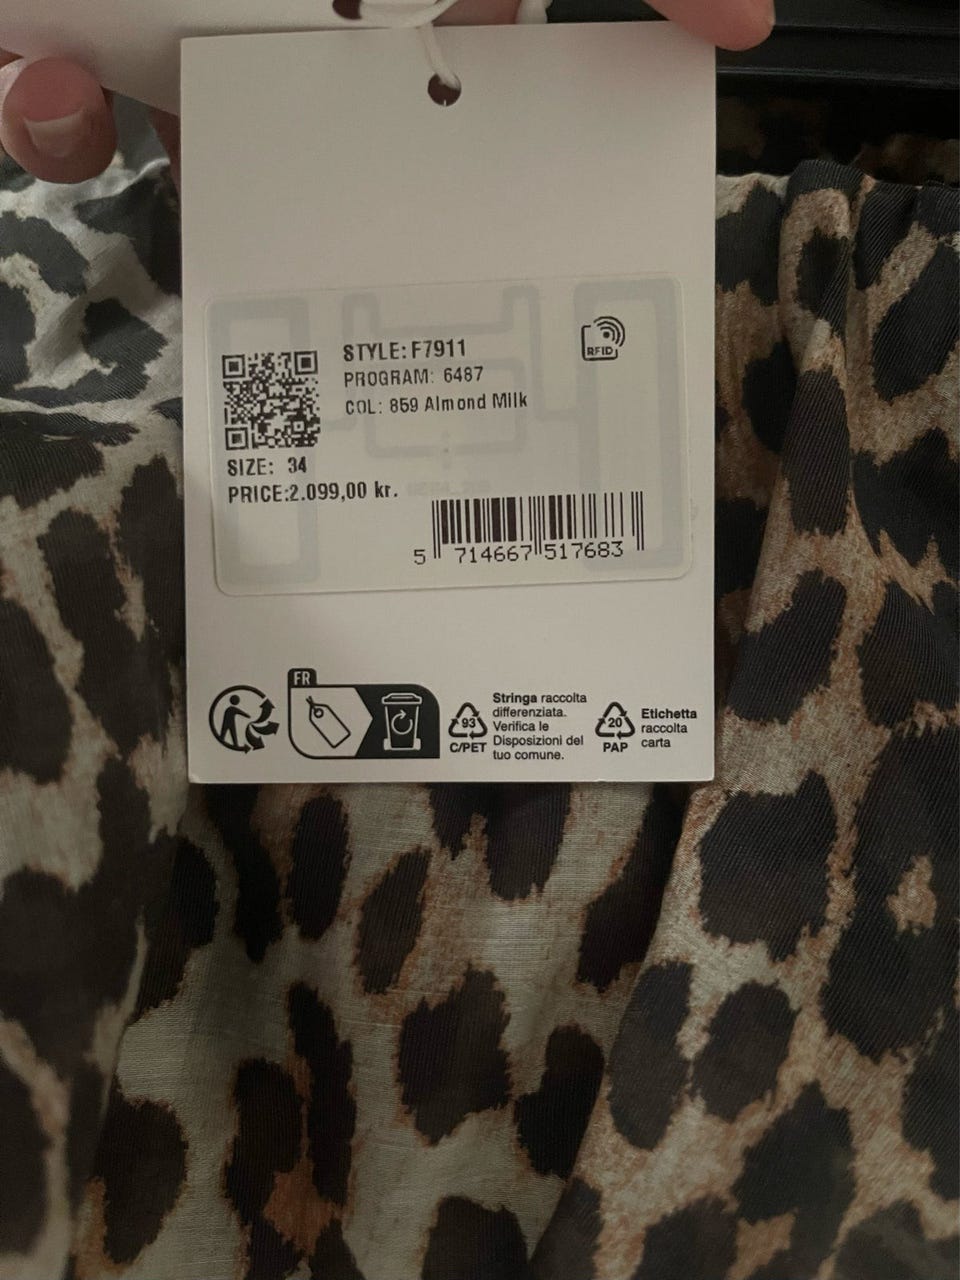 STYLE: F7911
PROGRAM: 6487
COL: 859 Almond Milk
RFID
SIZE: 34
PRICE:2.099,00 kr.
5 714667 517683
FR
93
C/PET
Stringa raccolta
differenziata.
Verifica le
Disposizioni del
tuo comune.
20
PAP
Etichetta
raccolta
carta